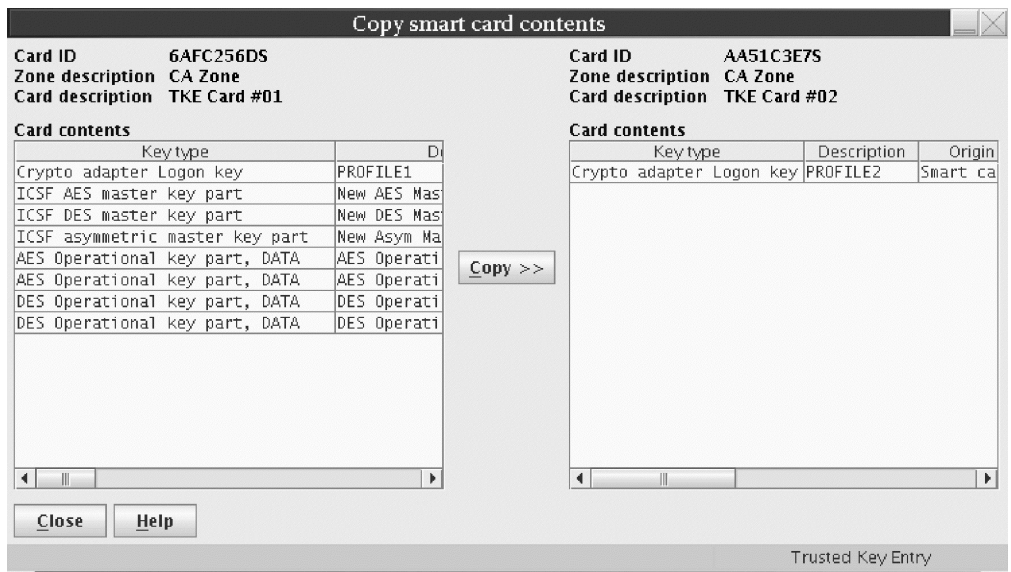 Copy smart card contents
Card ID 6AFC256DS
Zone description CA Zone
Card description TKE Card #01
Card contents
Key type
Crypto adapter Logon key PROFILE1
ICSF AES master key part New AES Mas
ICSF DES master key part New DES Mas
ICSF asymmetric master key part New Asym Ma
AES Operational key part, DATA AES Operati
AES Operational key part, DATA AES Operati
DES Operational key part, DATA DES Operati
DES Operational key part, DATA DES Operati
Copy >>
Card ID AA51C3E7S
Zone description CA Zone
Card description TKE Card #02
Card contents
Key type Description Origin
Crypto adapter Logon key PROFILE2 Smart ca
Close Help
Trusted Key Entry